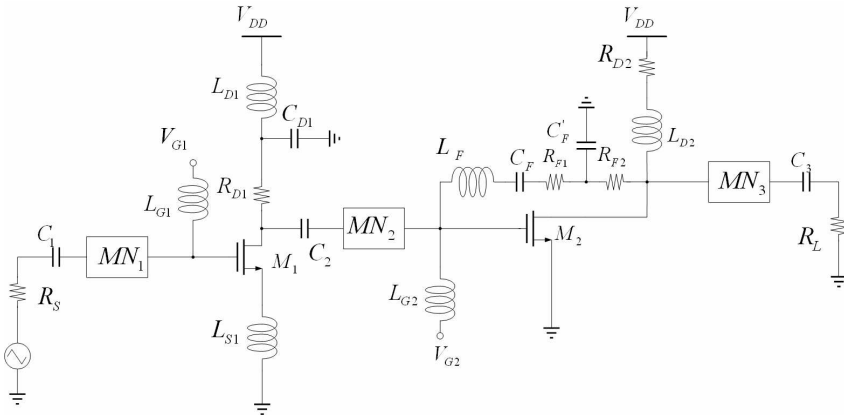 V_DD
V_DD
R_D2
L_D1
C_D1
C'_F
L_D2
V_G1
L_F
C_F
R_F1
R_F2
C_3
R_D1
MN_3
L_G1
C_1
MN_2
MN_1
M_1
C_2
M_2
R_L
R_S
L_G2
L_S1
V_G2